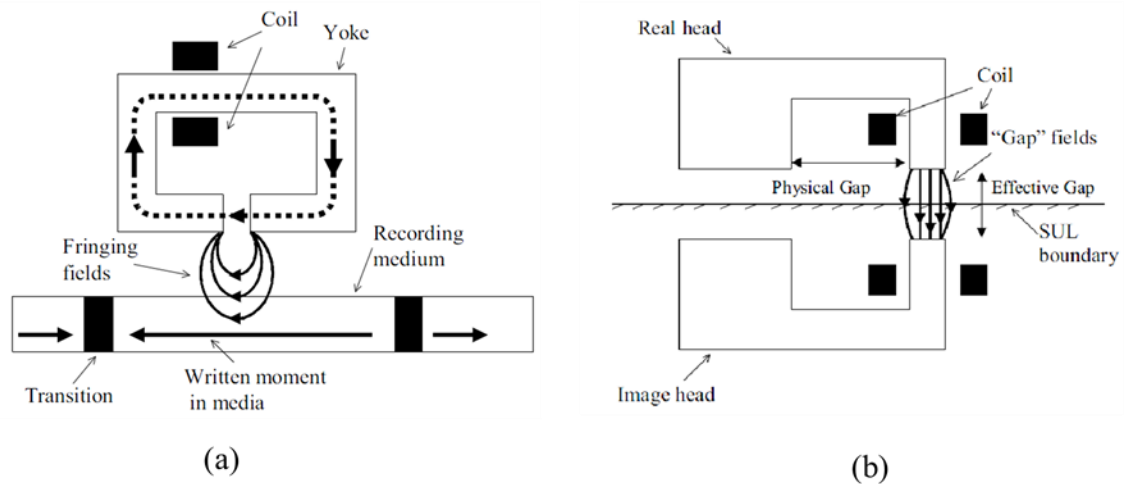 Coil
Yoke
Fringing
fields
Recording
medium
Transition
Written moment
in media
(a)
Real head
Coil
“Gap” fields
Physical Gap
Effective Gap
SUL
boundary
Image head
(b)